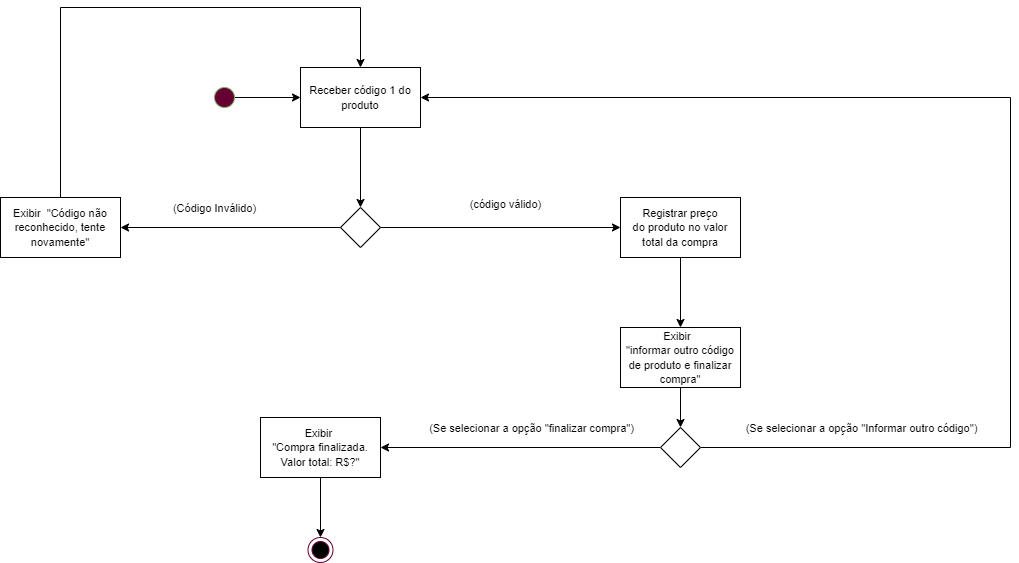 Receber código 1 do
produto
(Código Inválido)
(código válido)
Exibir "Código não
reconhecido, tente
novamente"
Registrar preço
do produto no valor
total da compra
Exibir
"informar outro código
de produto e finalizar
compra"
(Se selecionar a opção "finalizar compra")
(Se selecionar a opção "Informar outro código")
Exibir
"Compra finalizada.
Valor total: R$?"